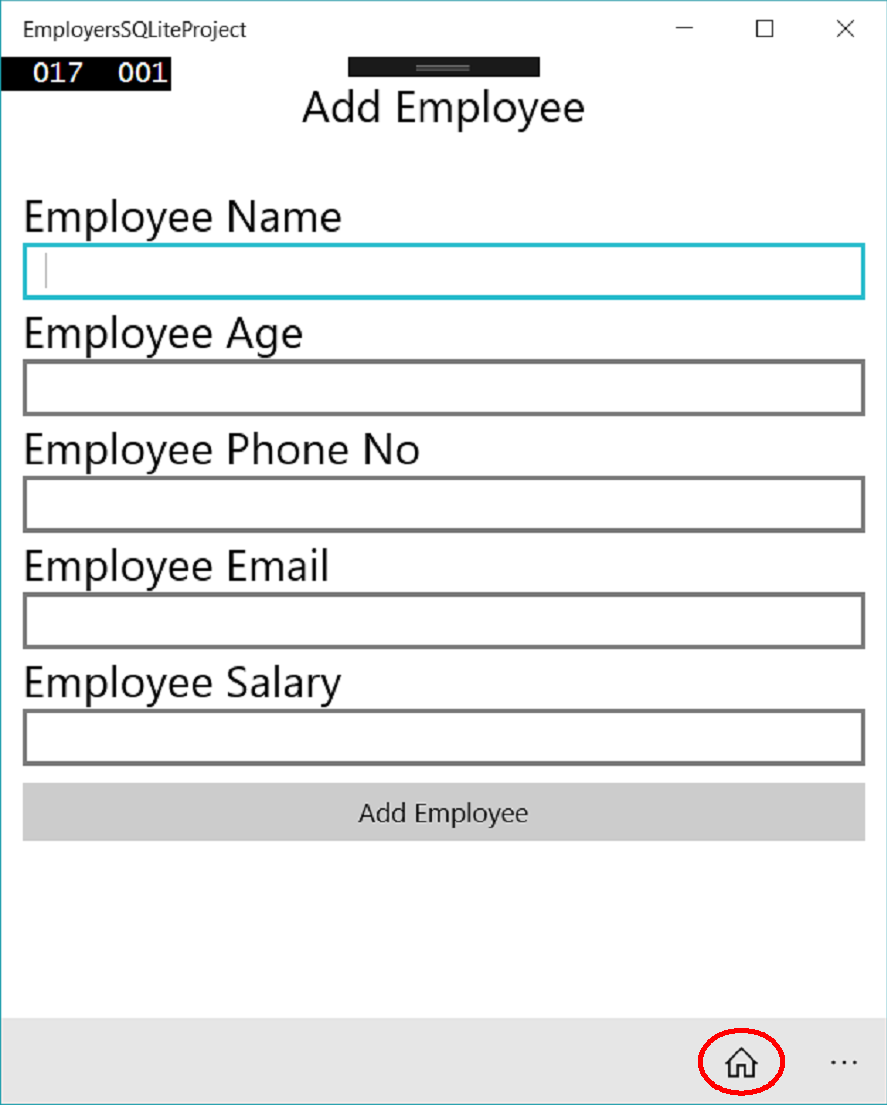 EmployersSQLiteProject
017 001
Add Employee
Employee Name
Employee Age
Employee Phone No
Employee Email
Employee Salary
Add Employee